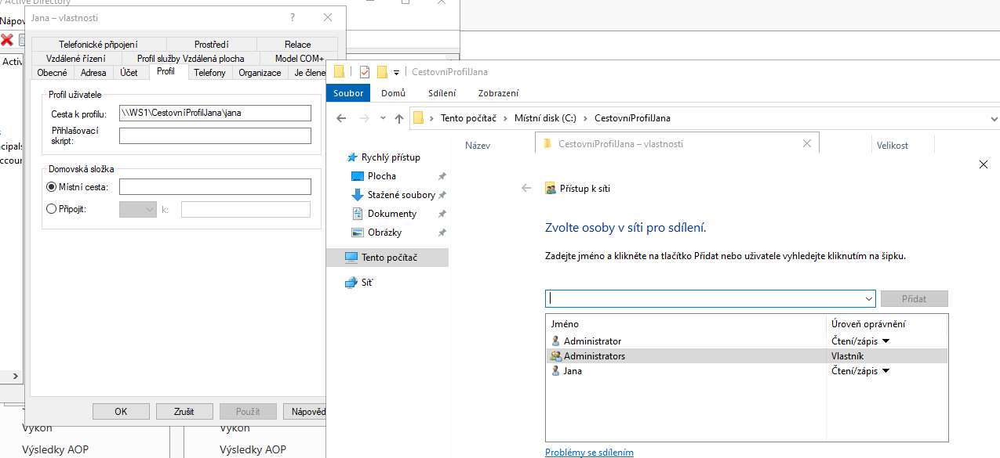 y Active Directory
Nápov
Activ
cipals
ccoun
Jana – vlastnosti
?
Telefonické připojení Prostředí Relace
Vzdálené řízení Profil služby Vzdálená plocha Model COM+
Obecné Adresa Účet Profil Telefony Organizace Je člene
Profil uživatele
Cesta k profilu: \\WS1\CestovníProfilJana\jana
Přihlašovací
skript:
Domovská složka
Místní cesta:
Připojit: k:
OK Zrušit Použít Nápověd
Výkon Výkon
Výsledky AOP Výsledky AOP
CestovníProfilJana
Soubor Domů Sdílení Zobrazení
Tento počítač Místní disk (C:) CestovníProfilJana
Název Velikost
CestovníProfilJana – vlastnosti
Rychlý přístup
Plocha
Stažené soubory
Dokumenty
Obrázky
Tento počítač
Síť
Přístup k síti
Zvolte osoby v síti pro sdílení.
Zadejte jméno a klikněte na tlačítko Přidat nebo uživatele vyhledejte kliknutím na šipku.
Přidat
Jméno Úroveň oprávnění
Administrator Čtení/zápis
Administrators Vlastník
Jana Čtení/zápis
Problémy se sdílením